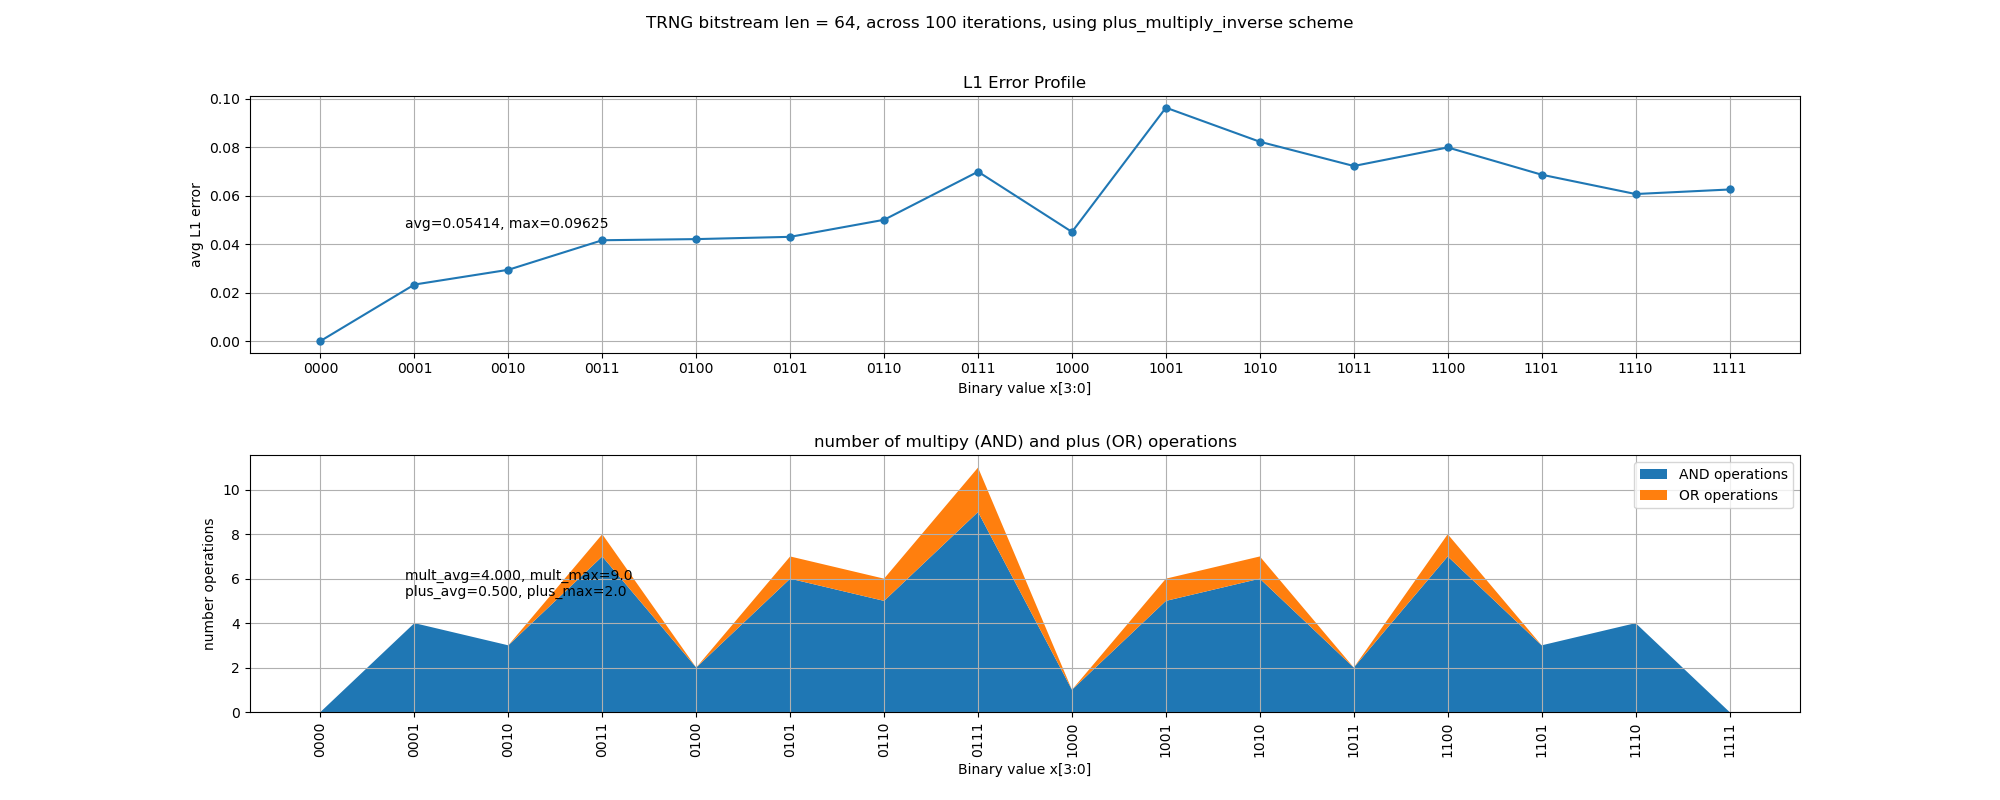 TRNG bitstream len = 64, across 100 iterations, using plus_multiply_inverse scheme
L1 Error Profile
0.10
0.08
0.06
0.04
0.02
0.00
avg L1 error
avg=0.05414, max=0.09625
0000 0001 0010 0011 0100 0101 0110 0111 1000 1001 1010 1011 1100 1101 1110 1111
Binary value x[3:0]
number of multipy (AND) and plus (OR) operations
10
8
6
4
2
0
number operations
AND operations
OR operations
mult_avg=4.000, mult_max=9.0
plus_avg=0.500, plus_max=2.0
0000 0001 0010 0011 0100 0101 0110 0111 1000 1001 1010 1011 1100 1101 1110 1111
Binary value x[3:0]